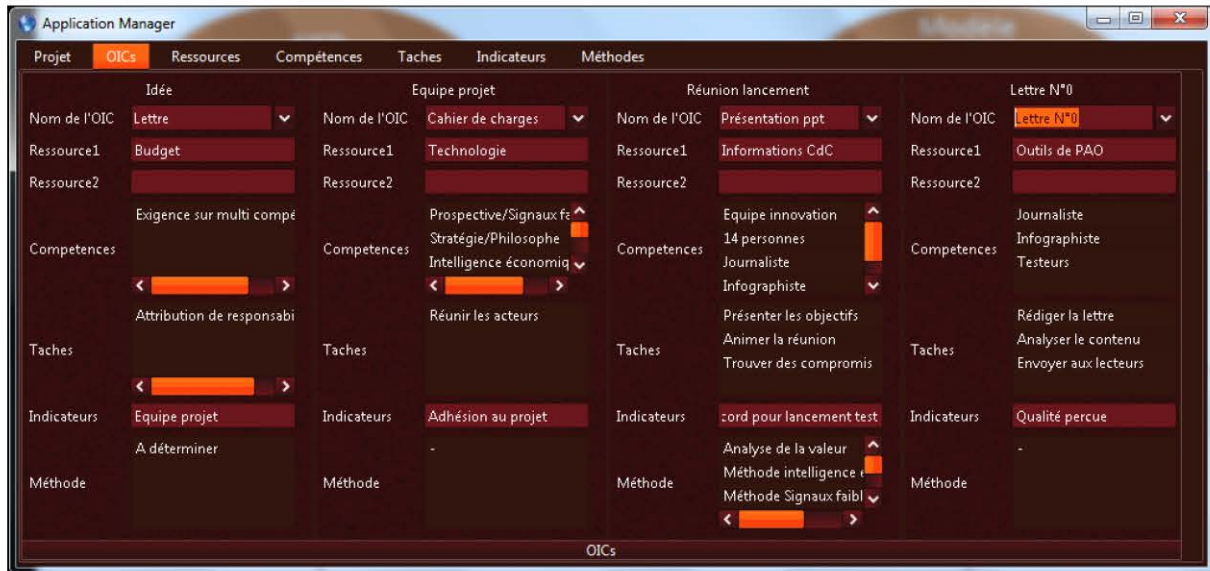 Application Manager
Modèle
Projet OICs Ressources Compétences Taches Indicateurs Méthodes
Idée
Nom de l'OIC Lettre
Ressource1 Budget
Ressource2
Competences Exigence sur multi compé
Taches Attribution de responsabi
Indicateurs Equipe projet
Méthode A déterminer
Equipe projet
Nom de l'OIC Cahier de charges
Ressource1 Technologie
Ressource2
Competences Prospective/Signaux fa
Stratégie/Philosophe
Intelligence économiq
Taches Réunir les acteurs
Indicateurs Adhésion au projet
Méthode -
Réunion lancement
Nom de l'OIC Présentation ppt
Ressource1 Informations CdC
Ressource2
Competences Equipe innovation
14 personnes
Journaliste
Infographiste
Taches Présenter les objectifs
Animer la réunion
Trouver des compromis
Indicateurs cord pour lancement test
Méthode Analyse de la valeur
Méthode intelligence
Méthode Signaux faibl
Lettre N°0
Nom de l'OIC Lettre N°0
Ressource1 Outils de PAO
Ressource2
Competences Journaliste
Infographiste
Testeurs
Taches Rédiger la lettre
Analyser le contenu
Envoyer aux lecteurs
Indicateurs Qualité percue
Méthode -
OICs